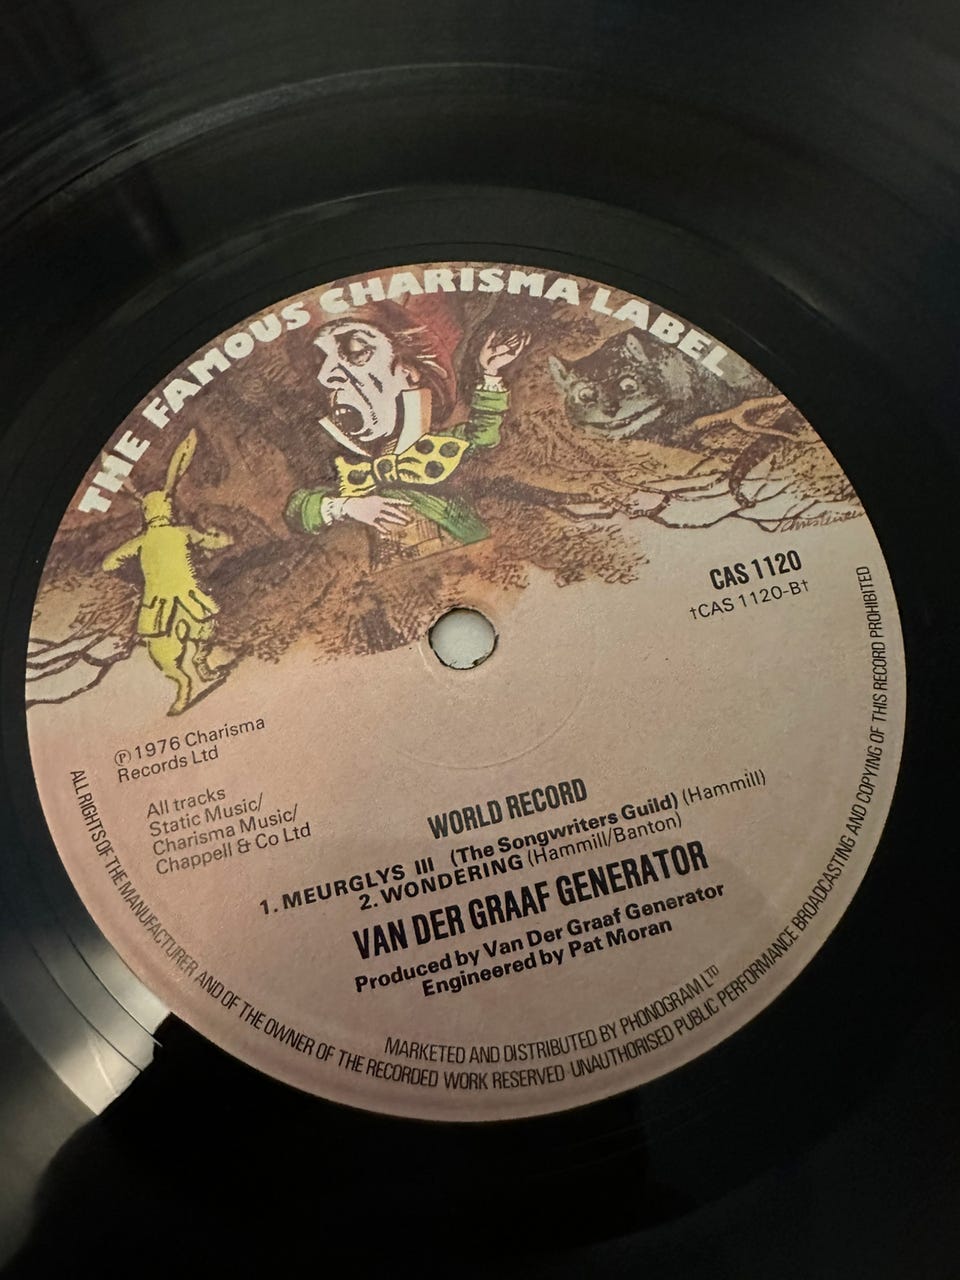 THE FAMOUS CHARISMA LABEL
CAS 1120
†CAS 1120-B†
Ⓟ1976 Charisma
Records Ltd
All tracks
Static Music/
Charisma Music/
Chappell & Co Ltd
WORLD RECORD
1. MEURGLYS III (The Songwriters Guild) (Hammill)
2. WONDERING (Hammill/Banton)
VAN DER GRAAF GENERATOR
Produced by Van Der Graaf Generator
Engineered by Pat Moran
MARKETED AND DISTRIBUTED BY PHONOGRAM LTD
ALL RIGHTS OF THE MANUFACTURER AND OF THE OWNER OF THE RECORDED WORK RESERVED UNAUTHORISED PUBLIC PERFORMANCE BROADCASTING AND COPYING OF THIS RECORD PROHIBITED